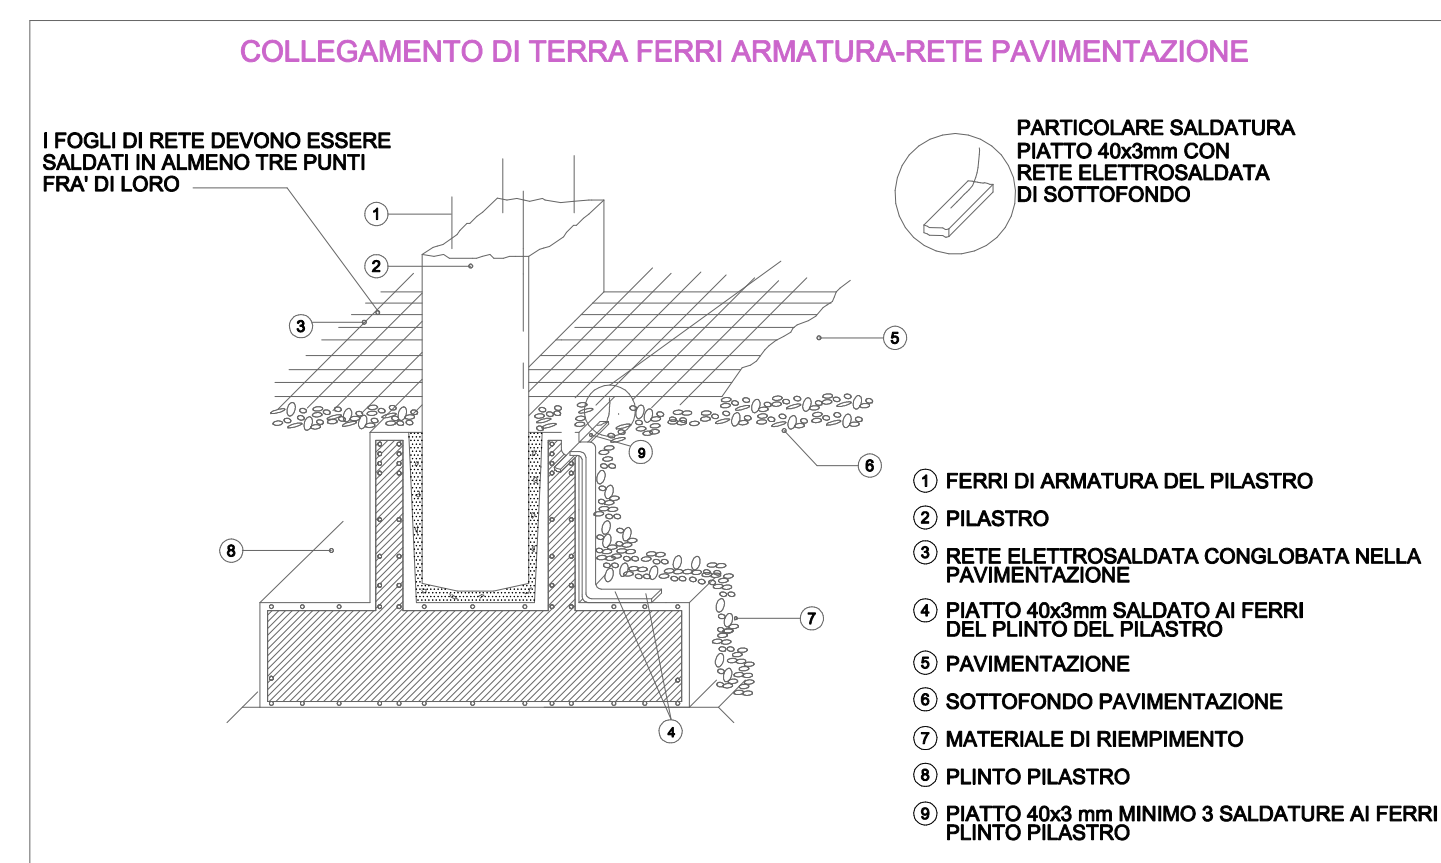 COLLEGAMENTO DI TERRA FERRI ARMATURA-RETE PAVIMENTAZIONE
I FOGLI DI RETE DEVONO ESSERE
SALDATI IN ALMENO TRE PUNTI
FRA' DI LORO
PARTICOLARE SALDATURA
PIATTO 40x3mm CON
RETE ELETTROSALDATA
DI SOTTOFONDO
1
2
3
5
9
6
8
7
4
1 FERRI DI ARMATURA DEL PILASTRO
2 PILASTRO
3 RETE ELETTROSALDATA CONGLOBATA NELLA
PAVIMENTAZIONE
4 PIATTO 40x3mm SALDATO AI FERRI
DEL PLINTO DEL PILASTRO
5 PAVIMENTAZIONE
6 SOTTOFONDO PAVIMENTAZIONE
7 MATERIALE DI RIEMPIMENTO
8 PLINTO PILASTRO
9 PIATTO 40x3 mm MINIMO 3 SALDATURE AI FERRI
PLINTO PILASTRO